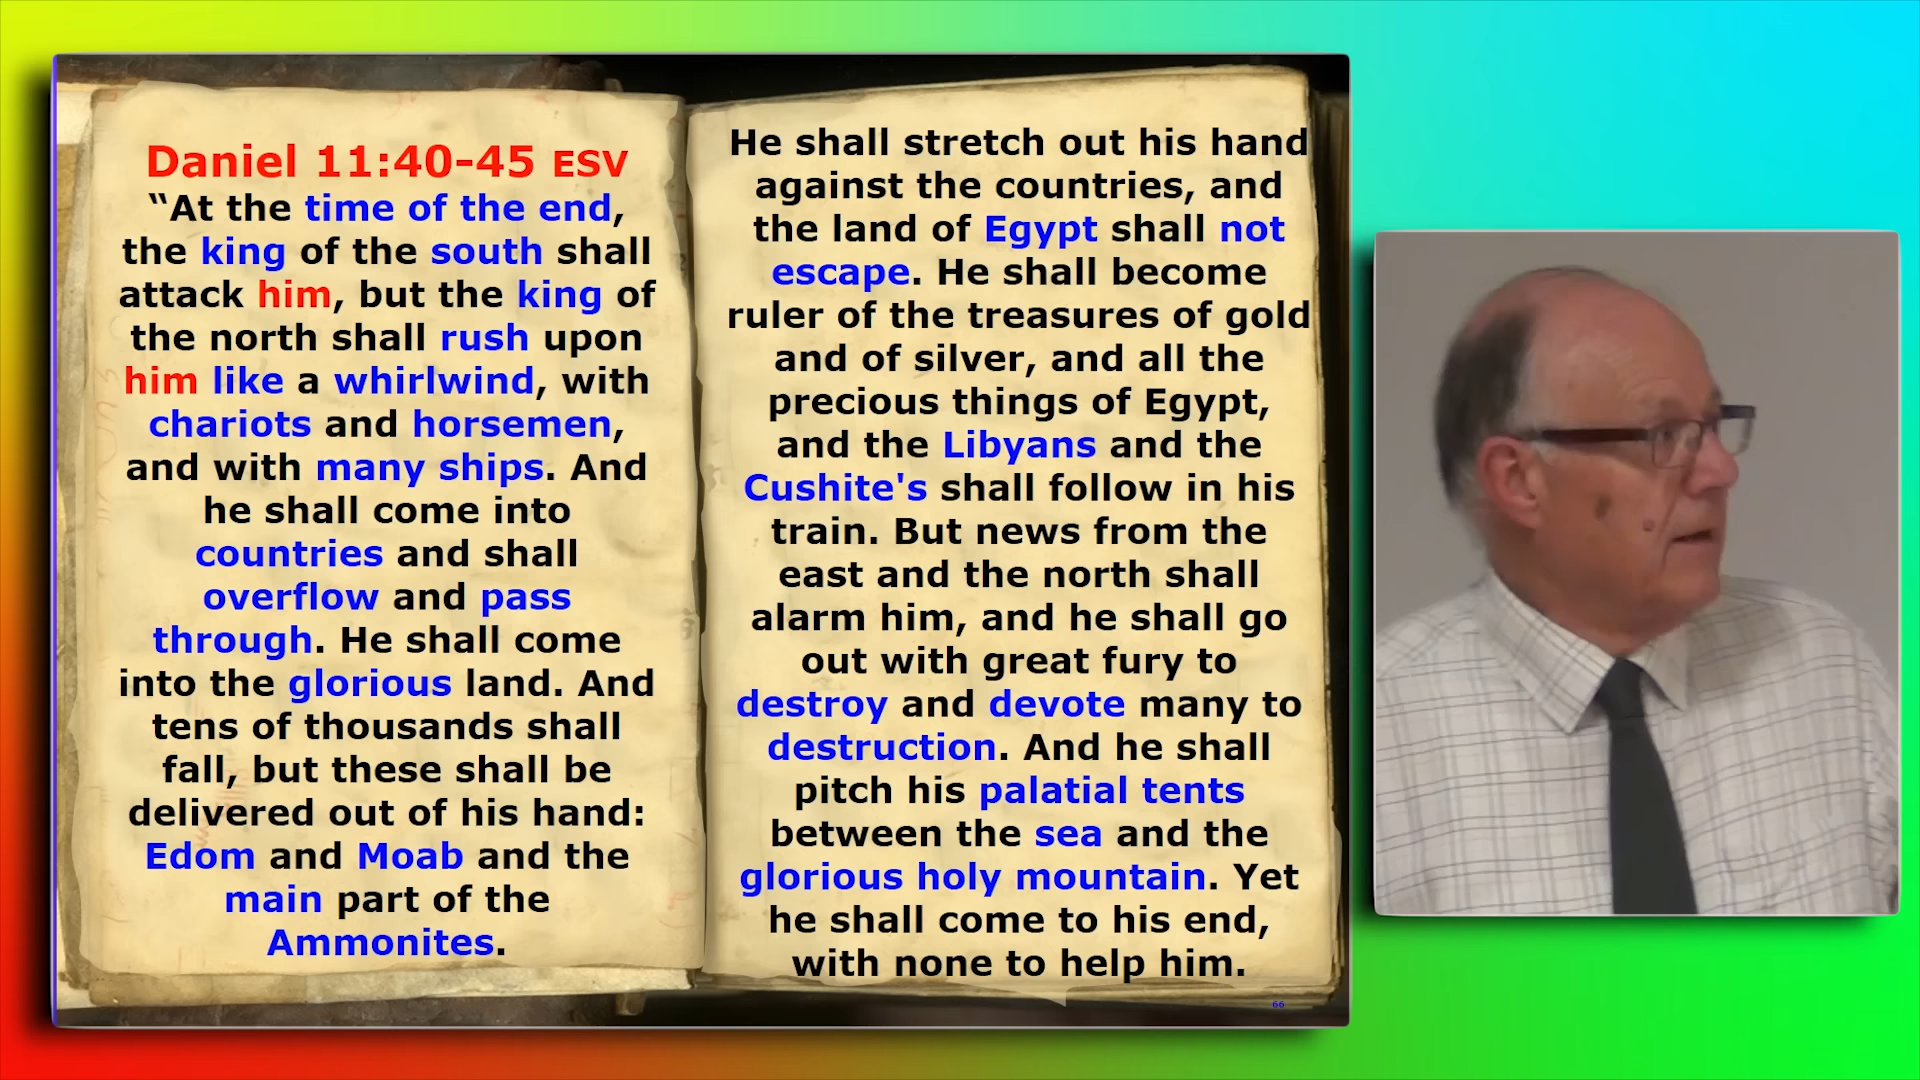 Daniel 11:40-45 ESV
“At the time of the end,
the king of the south shall
attack him, but the king of
the north shall rush upon
him like a whirlwind, with
chariots and horsemen,
and with many ships. And
he shall come into
countries and shall
overflow and pass
through. He shall come
into the glorious land. And
tens of thousands shall
fall, but these shall be
delivered out of his hand:
Edom and Moab and the
main part of the
Ammonites.
He shall stretch out his hand
against the countries, and
the land of Egypt shall not
escape. He shall become
ruler of the treasures of gold
and of silver, and all the
precious things of Egypt,
and the Libyans and the
Cushite's shall follow in his
train. But news from the
east and the north shall
alarm him, and he shall go
out with great fury to
destroy and devote many to
destruction. And he shall
pitch his palatial tents
between the sea and the
glorious holy mountain. Yet
he shall come to his end,
with none to help him.
66